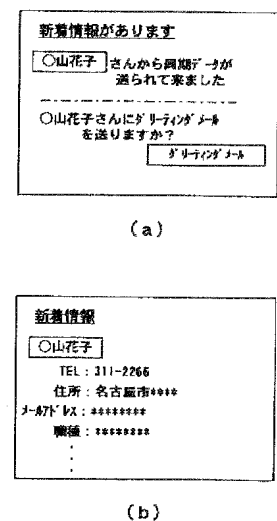 新着情報があります
○山花子 さんから同期データが
送られて来ました
○山花子さんにグリーティングメール
を送りますか？
グリーティングメール
(a)
新着情報
○山花子
TEL：311-2266
住所：名古屋市****
メールアドレス：********
職種：********
(b)